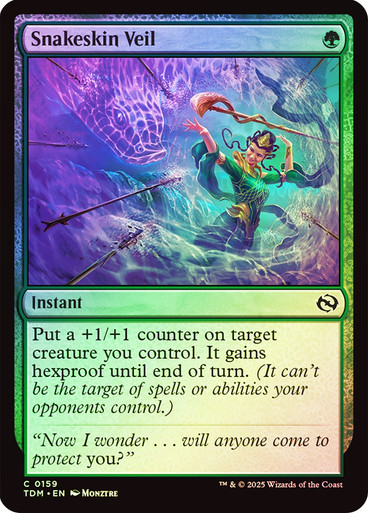 Snakeskin Veil
Instant
Put a +1/+1 counter on target
creature you control. It gains
hexproof until end of turn. (It can't
be the target of spells or abilities your
opponents control.)
"Now I wonder . . . will anyone come to
protect you?"
C 0159
TDM • EN Monztre
™ & © 2025 Wizards of the Coast